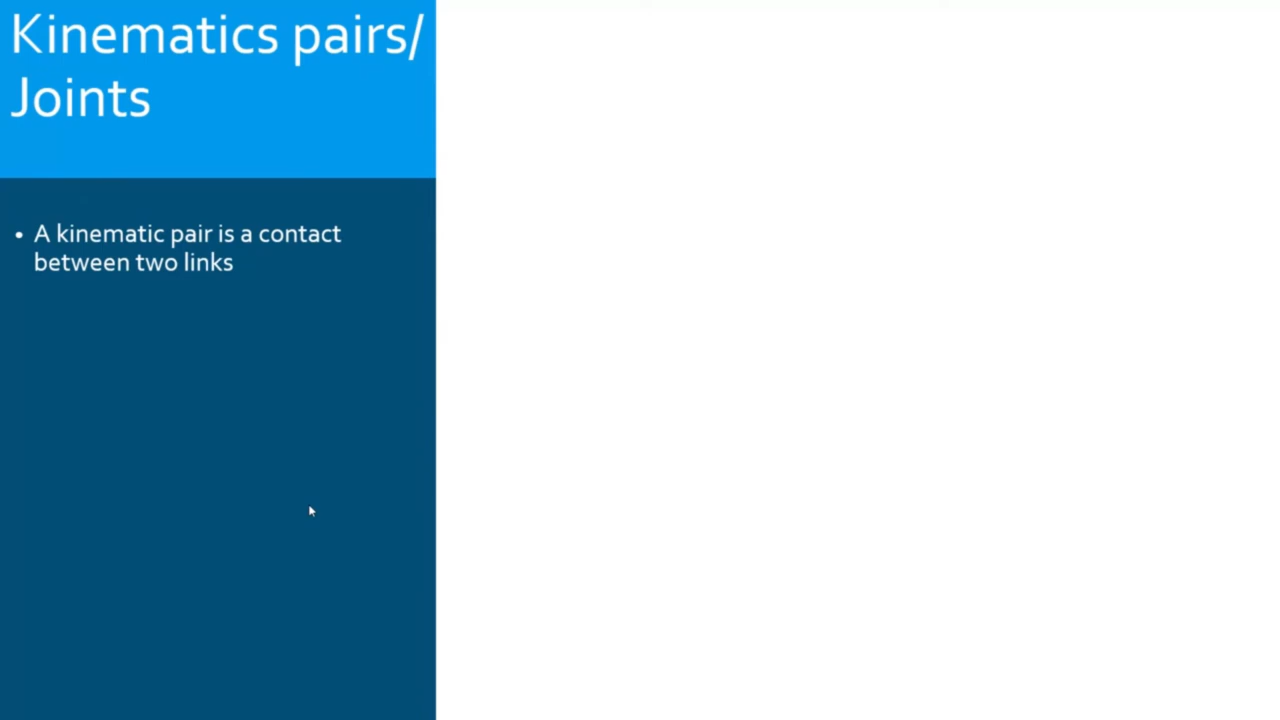 Kinematics pairs/
Joints
• A kinematic pair is a contact
between two links